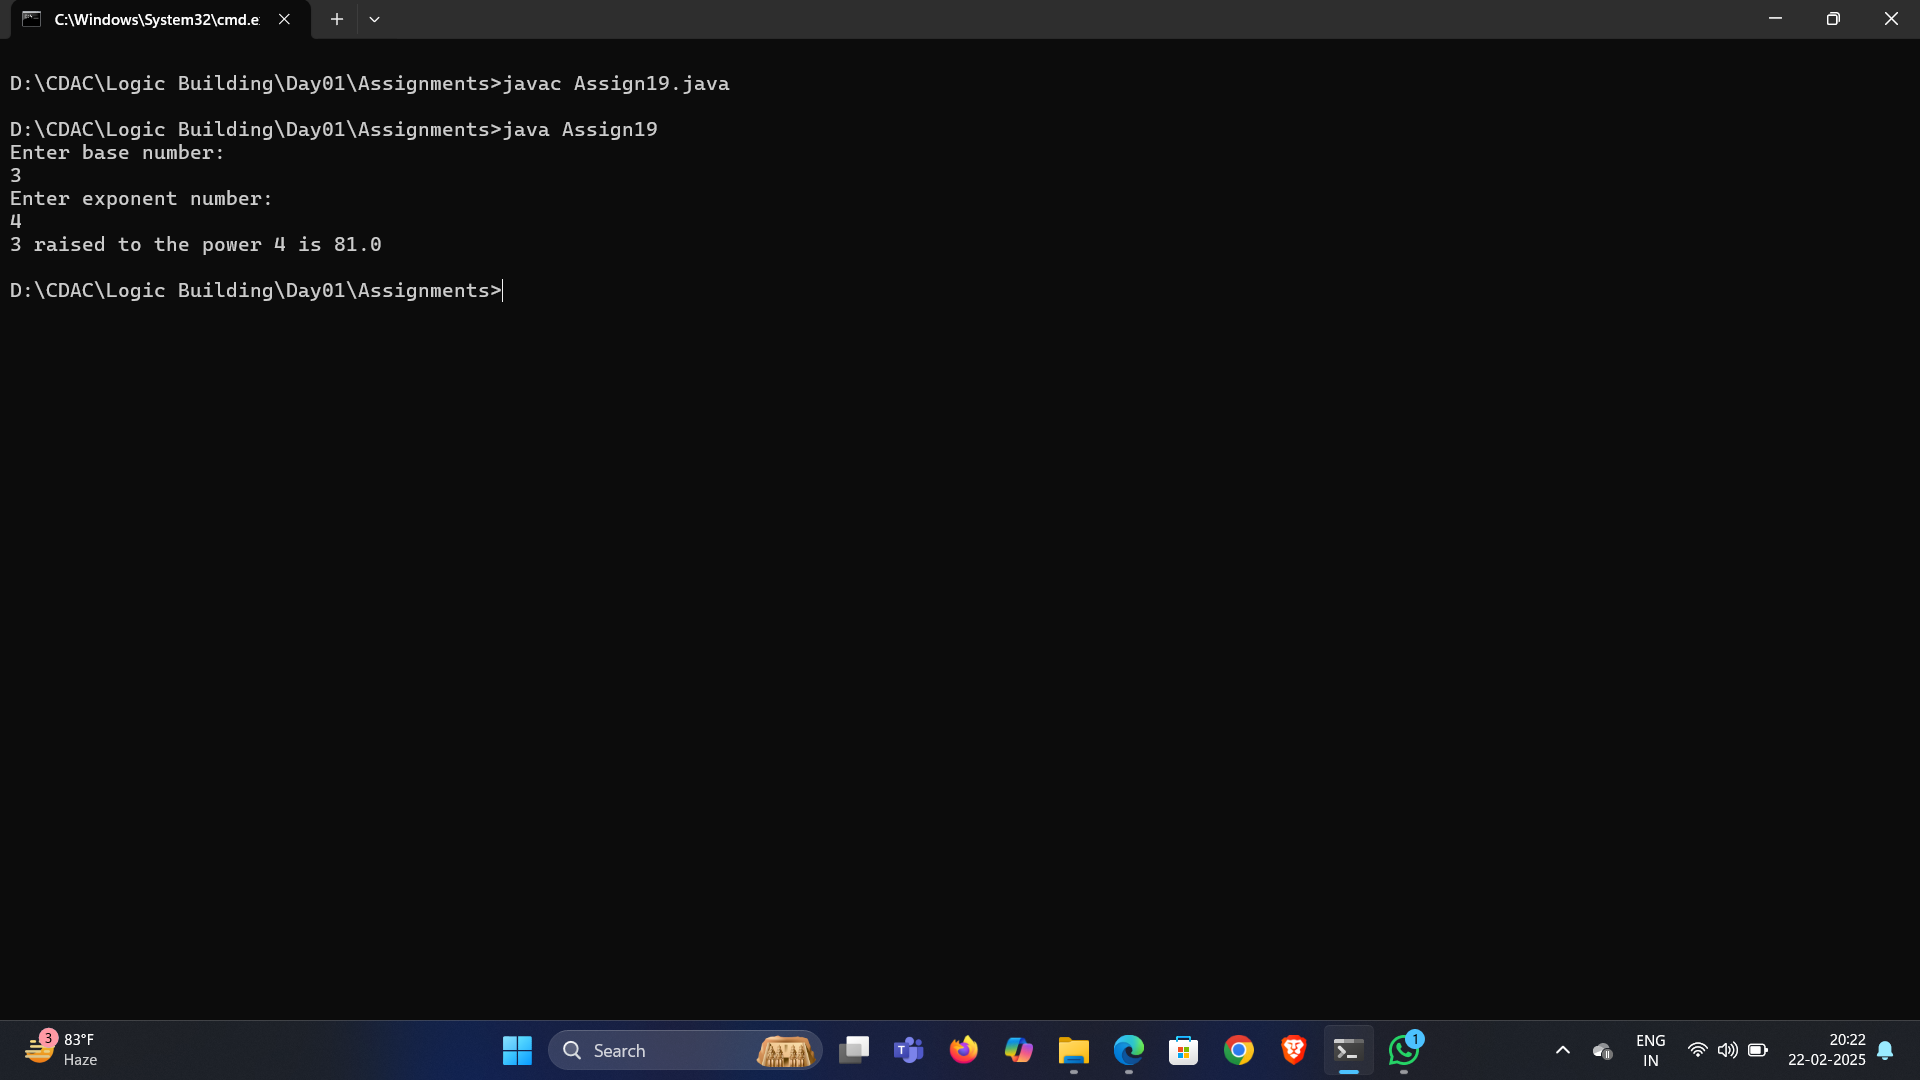 C:\Windows\System32\cmd.e
D:\CDAC\Logic Building\Day01\Assignments>javac Assign19.java
D:\CDAC\Logic Building\Day01\Assignments>java Assign19
Enter base number:
3
Enter exponent number:
4
3 raised to the power 4 is 81.0
D:\CDAC\Logic Building\Day01\Assignments>
3
83°F
Haze
Search
1
ENG
IN
20:22
22-02-2025